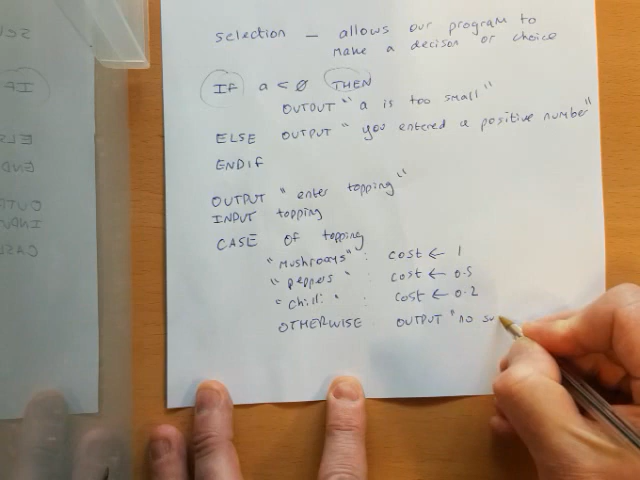 selection – allows our program to
make a decison or choice
IF a < 0 THEN
OUTPUT " a is too small"
ELSE OUTPUT " you entered a positive number"
ENDIF
OUTPUT " enter topping"
INPUT topping
CASE OF topping
"Mushrooms" : cost ← 1
"peppers" : cost ← 0.5
"chilli" : cost ← 0.2
OTHERWISE : OUTPUT "no